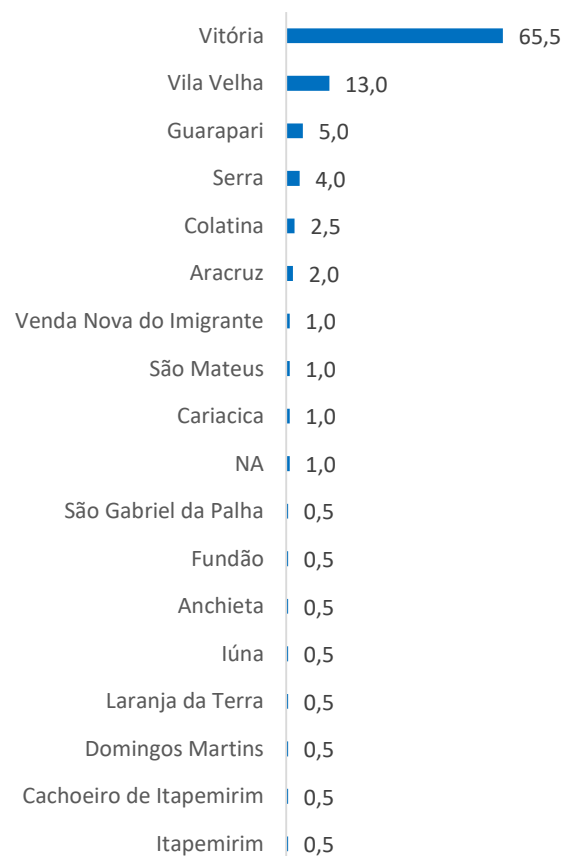 Vitória 65,5
Vila Velha 13,0
Guarapari 5,0
Serra 4,0
Colatina 2,5
Aracruz 2,0
Venda Nova do Imigrante 1,0
São Mateus 1,0
Cariacica 1,0
NA 1,0
São Gabriel da Palha 0,5
Fundão 0,5
Anchieta 0,5
Iúna 0,5
Laranja da Terra 0,5
Domingos Martins 0,5
Cachoeiro de Itapemirim 0,5
Itapemirim 0,5